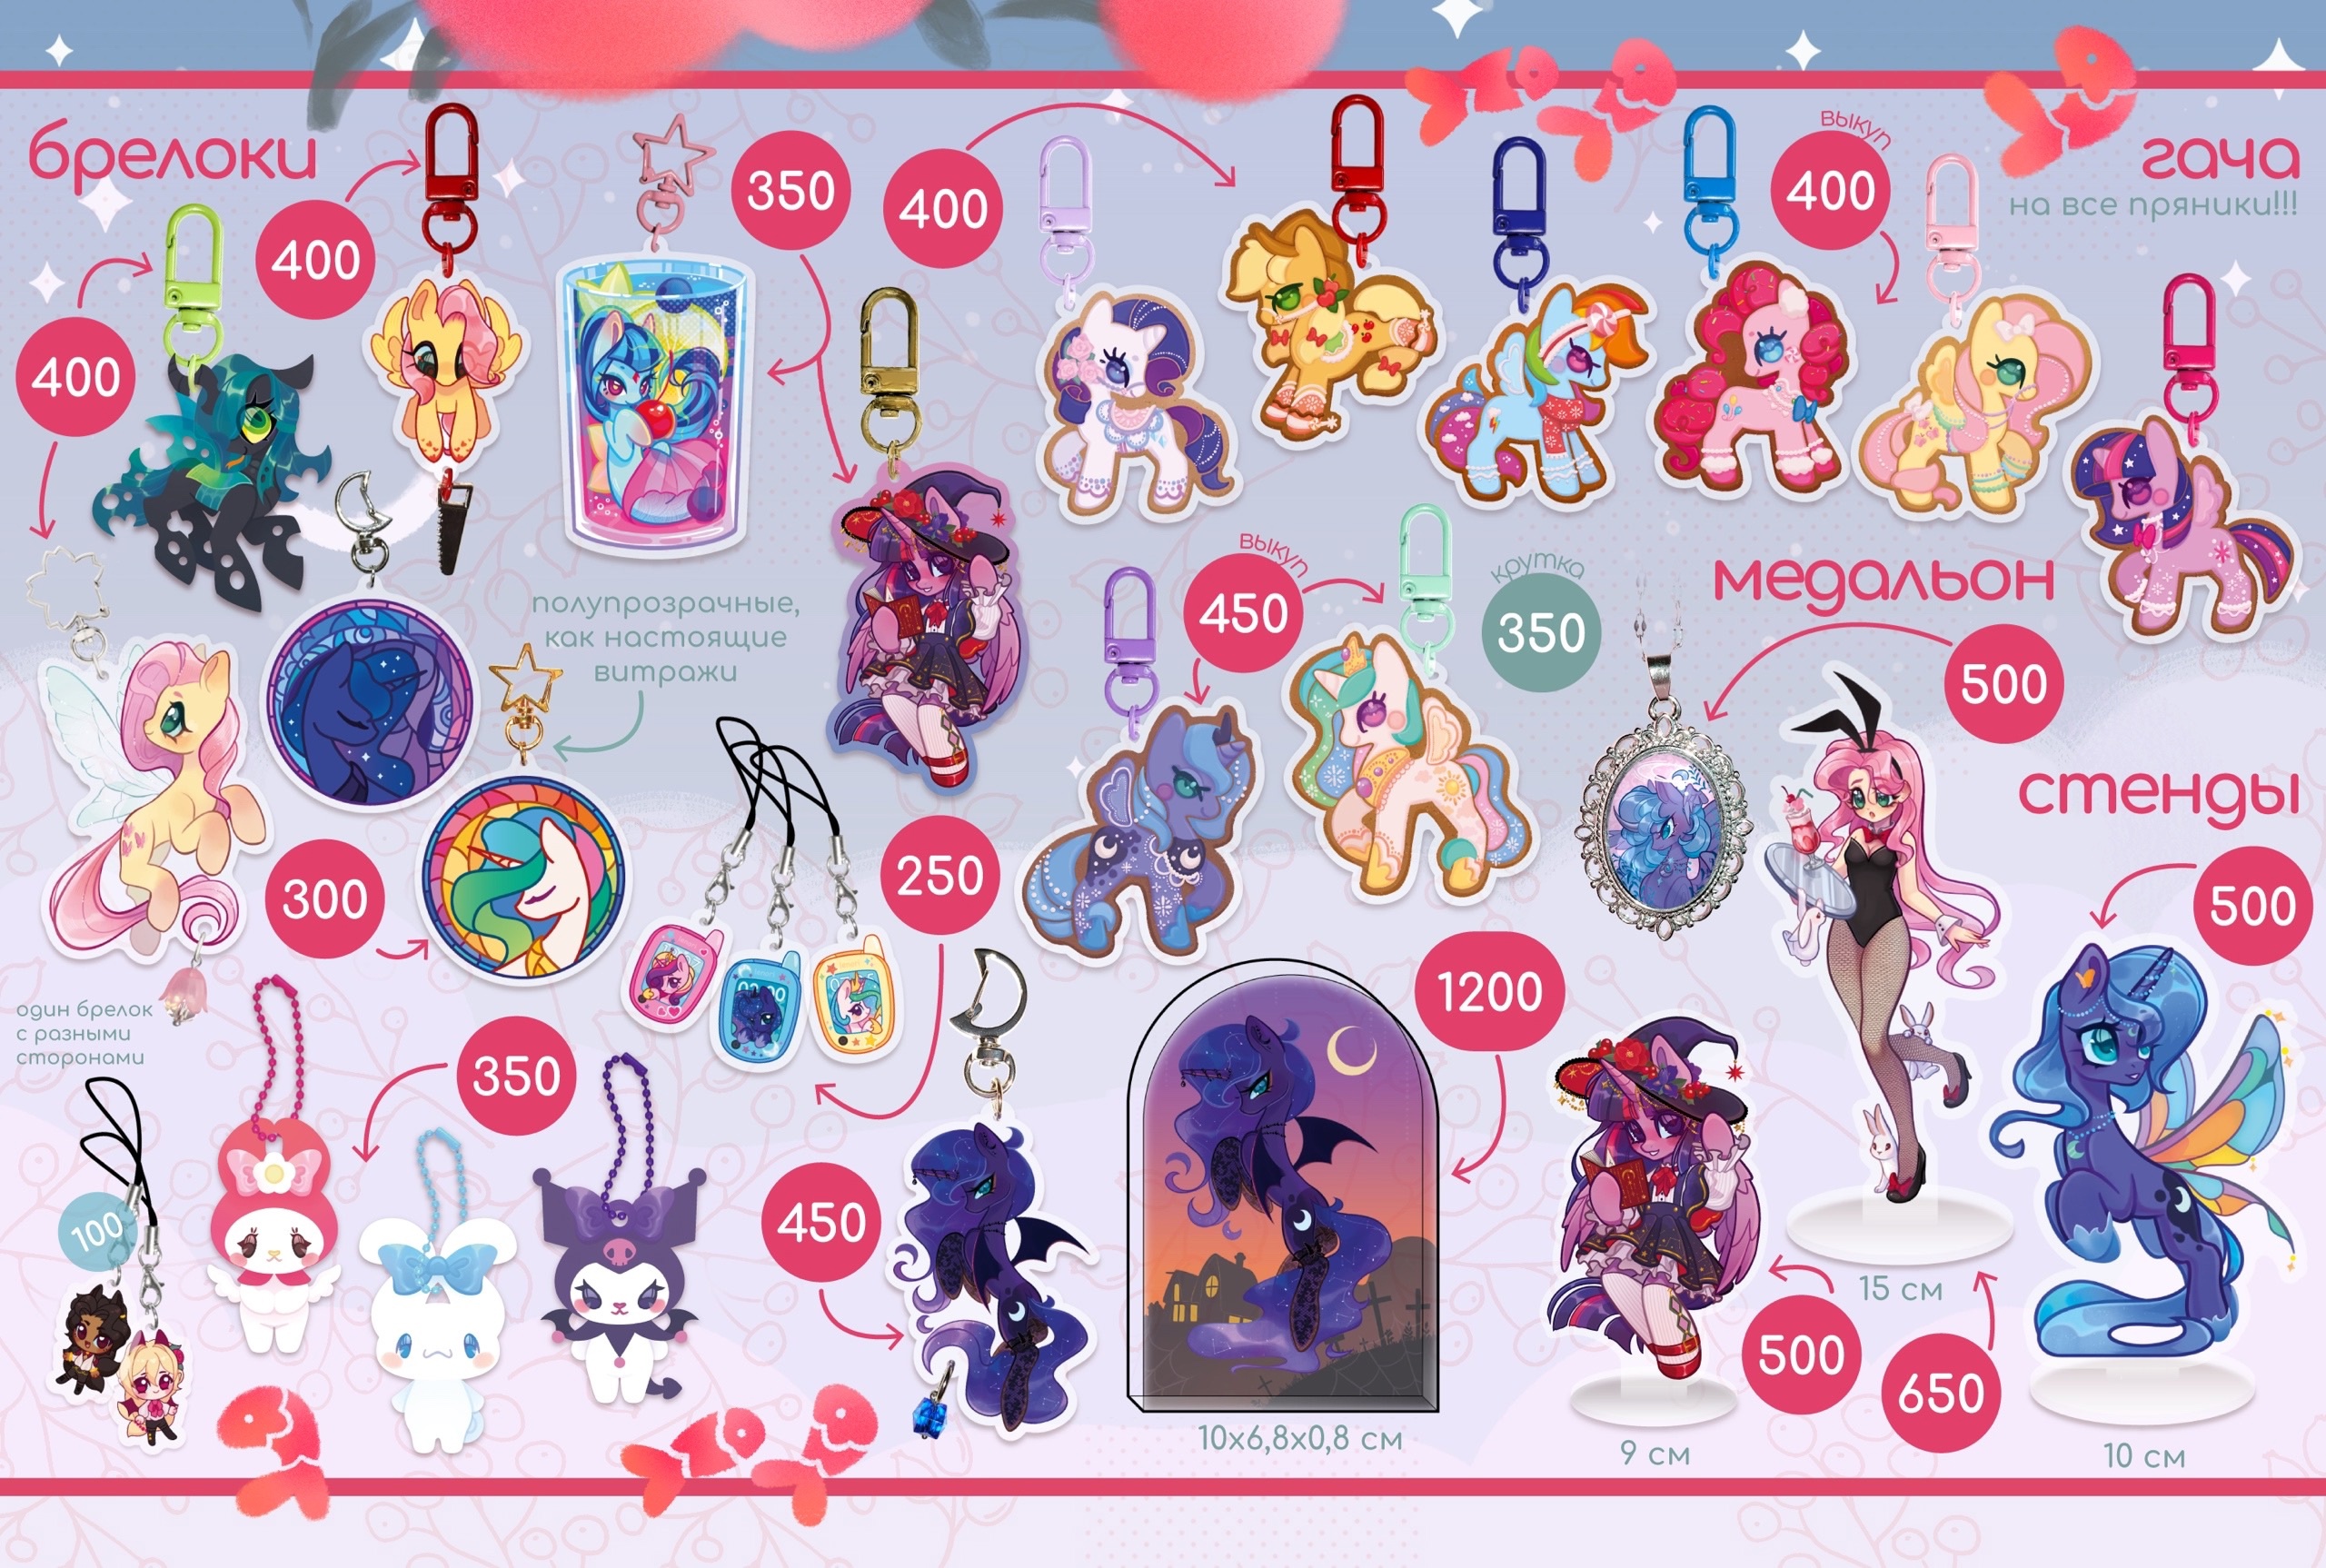 брелоки
400
400
350
400
выкуп
400
гача
на все пряники!!!
полупрозрачные,
как настоящие
витражи
выкуп
450
крутка
350
медальон
500
стенды
500
300
250
один брелок
с разными
сторонами
350
100
450
1200
10x6,8x0,8 см
15 см
500
650
9 см
10 см